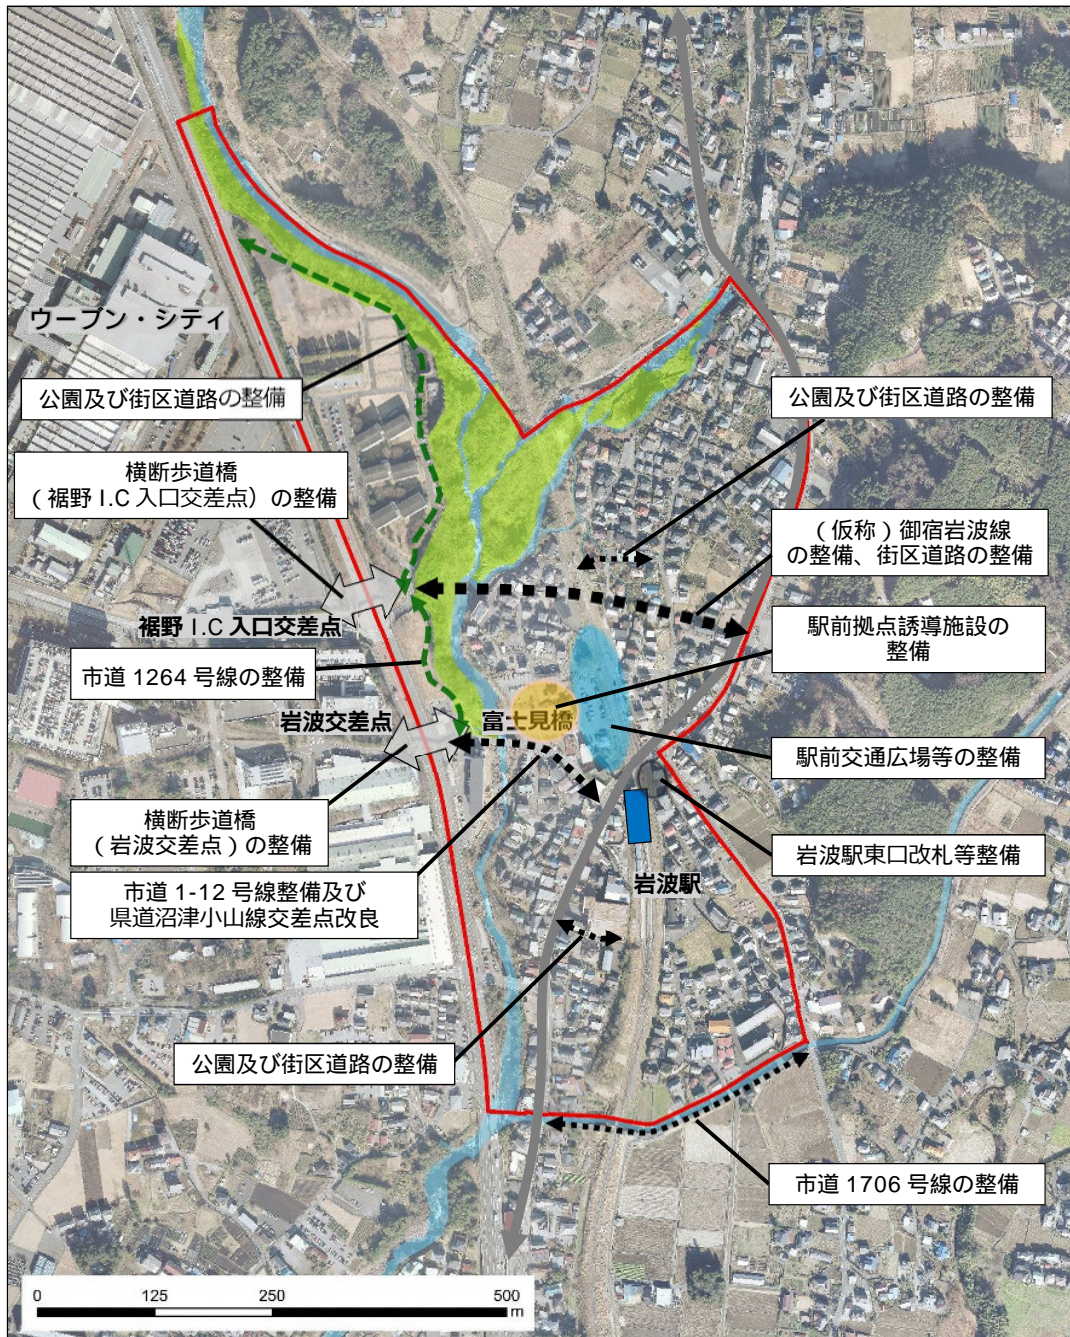 ウーブン・シティ
公園及び街区道路の整備
公園及び街区道路の整備
横断歩道橋
(裾野 I.C 入口交差点)の整備
(仮称)御宿岩波線
の整備、街区道路の整備
裾野 I.C 入口交差点
駅前拠点誘導施設の
整備
市道 1264 号線の整備
岩波交差点
富士見橋
駅前交通広場等の整備
横断歩道橋
(岩波交差点)の整備
岩波駅東口改札等整備
岩波駅
市道 1-12 号線整備及び
県道沼津小山線交差点改良
公園及び街区道路の整備
市道 1706 号線の整備
0 125 250 500
m